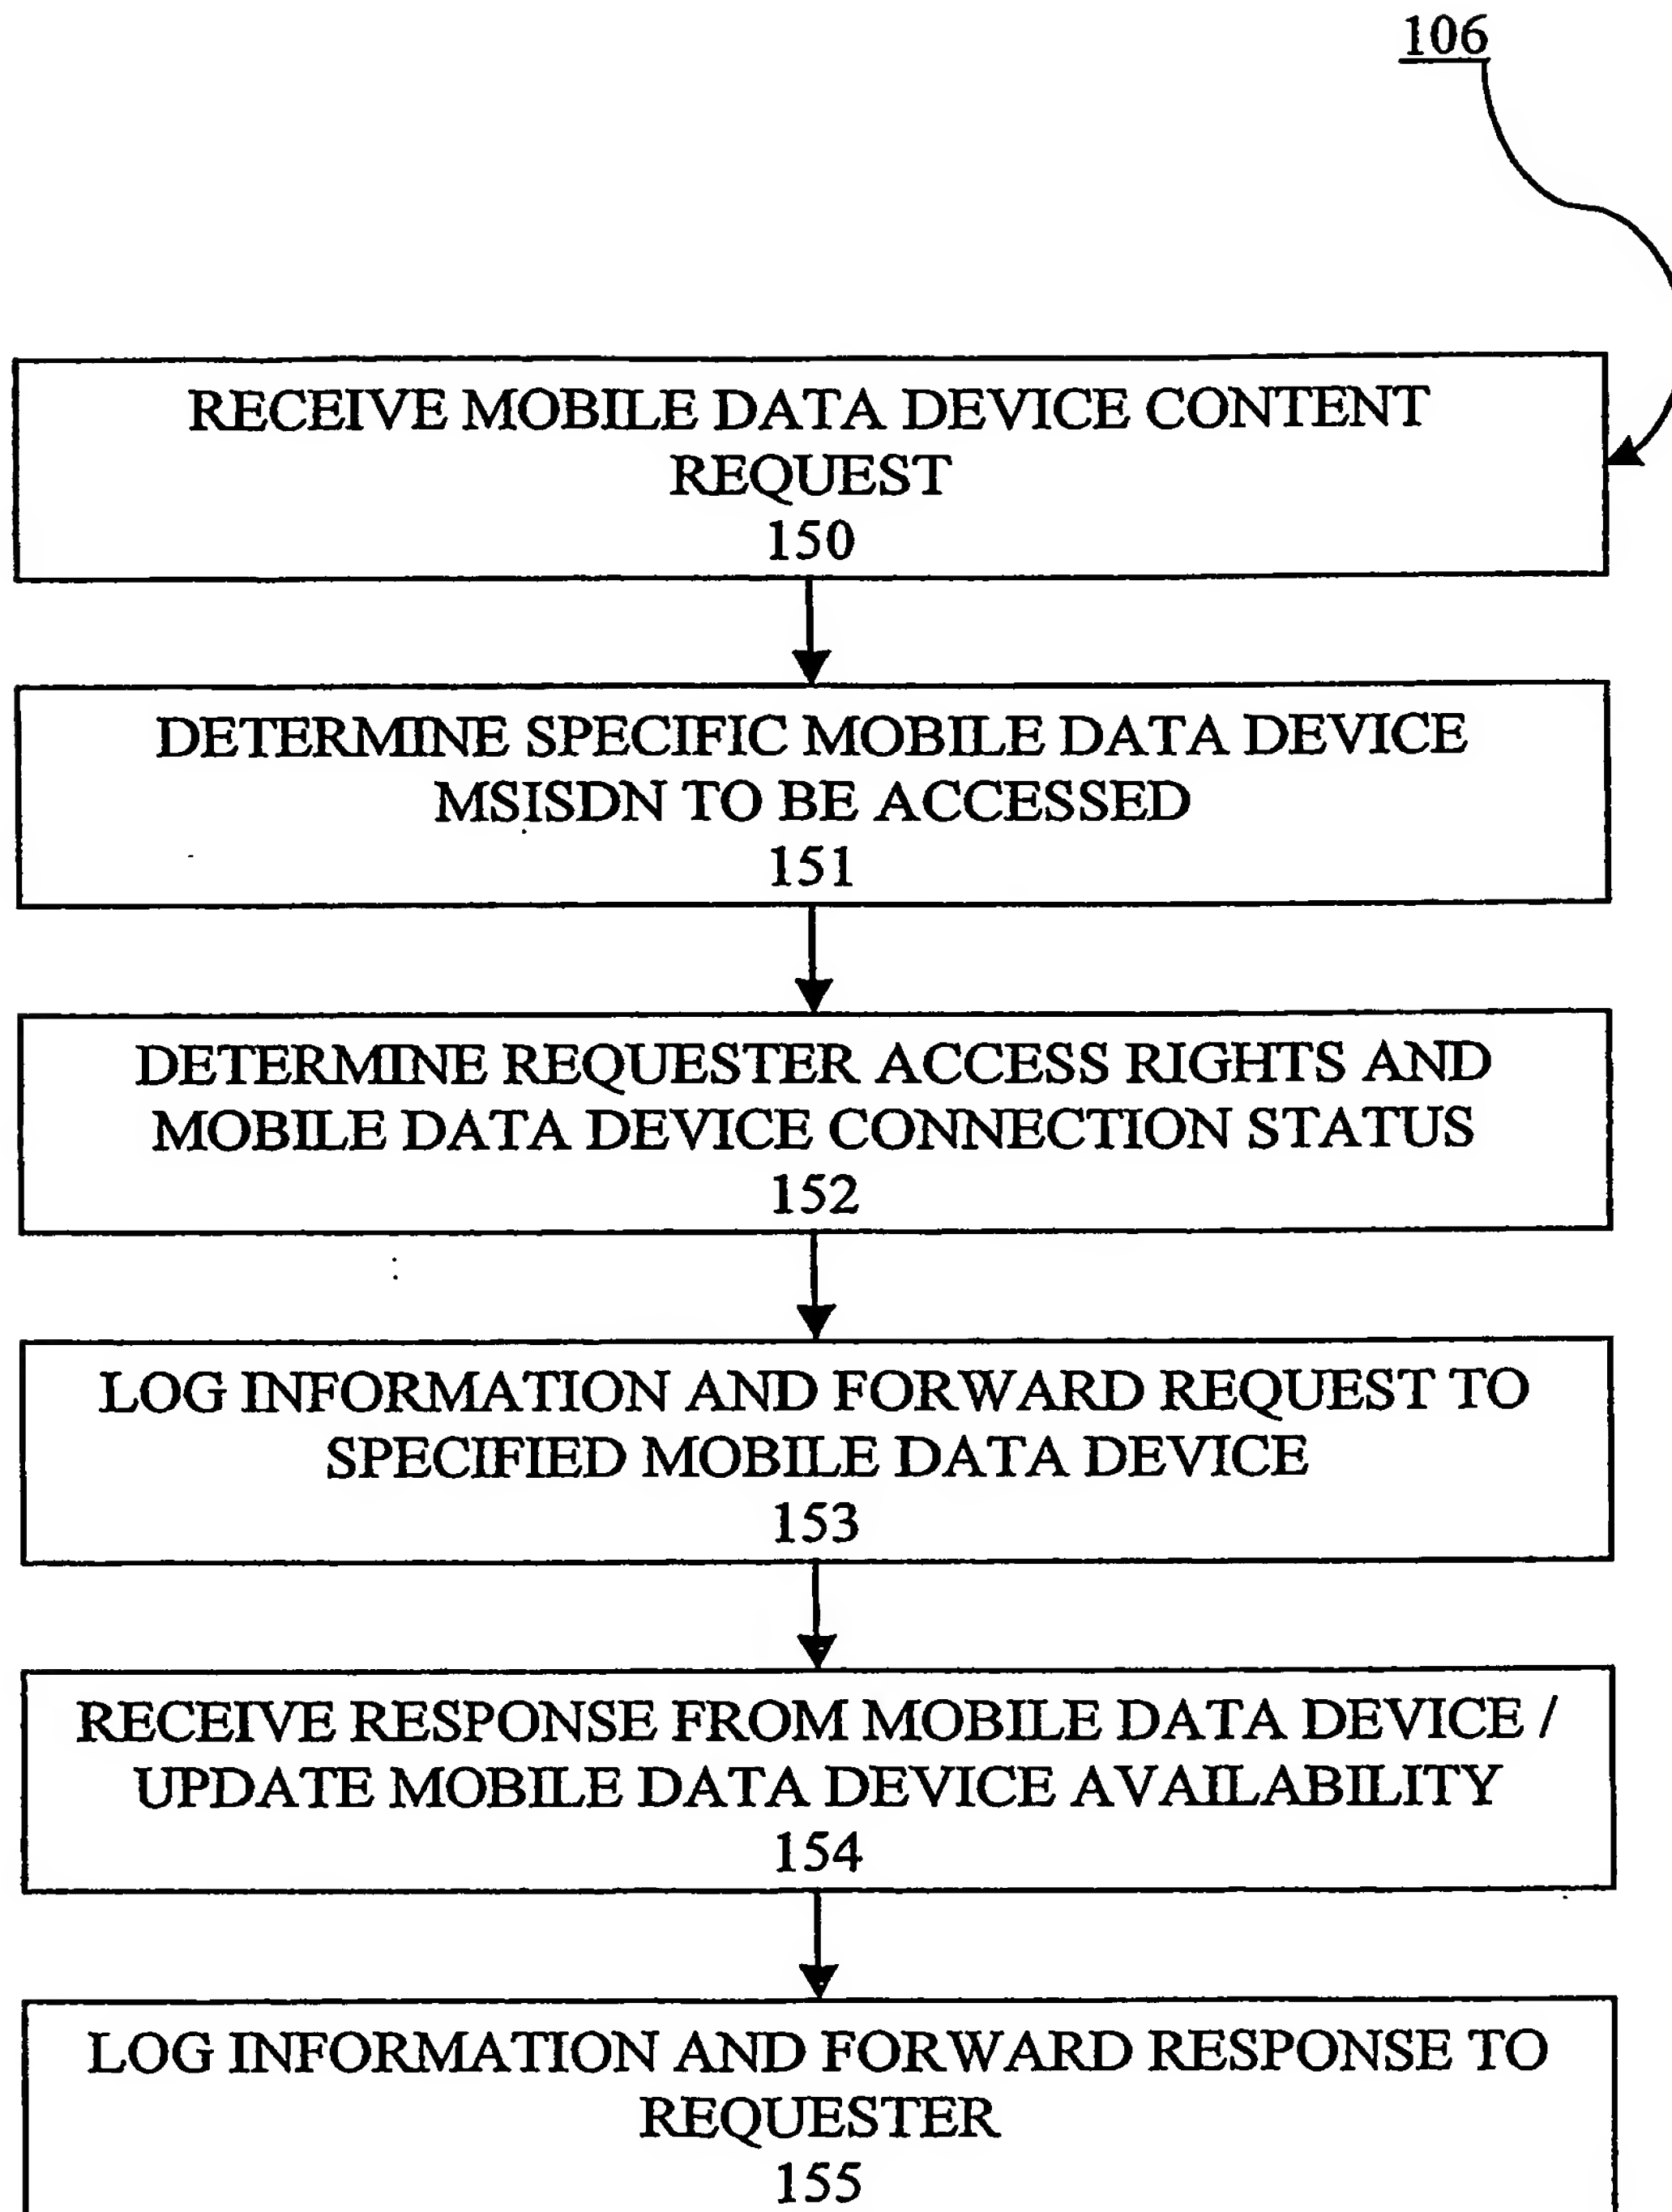 106
RECEIVE MOBILE DATA DEVICE CONTENT
REQUEST
150
DETERMINE SPECIFIC MOBILE DATA DEVICE
MSISDN TO BE ACCESSED
151
DETERMINE REQUESTER ACCESS RIGHTS AND
MOBILE DATA DEVICE CONNECTION STATUS
152
LOG INFORMATION AND FORWARD REQUEST TO
SPECIFIED MOBILE DATA DEVICE
153
RECEIVE RESPONSE FROM MOBILE DATA DEVICE /
UPDATE MOBILE DATA DEVICE AVAILABILITY
154
LOG INFORMATION AND FORWARD RESPONSE TO
REQUESTER
155